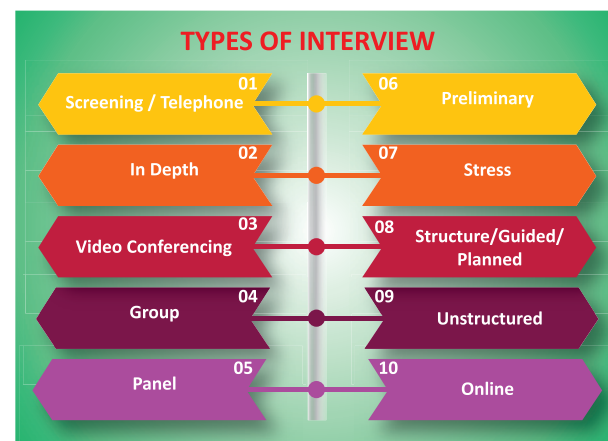 TYPES OF INTERVIEW
01
Screening / Telephone
02
In Depth
03
Video Conferencing
04
Group
05
Panel
06
Preliminary
07
Stress
08
Structure/Guided/
Planned
09
Unstructured
10
Online